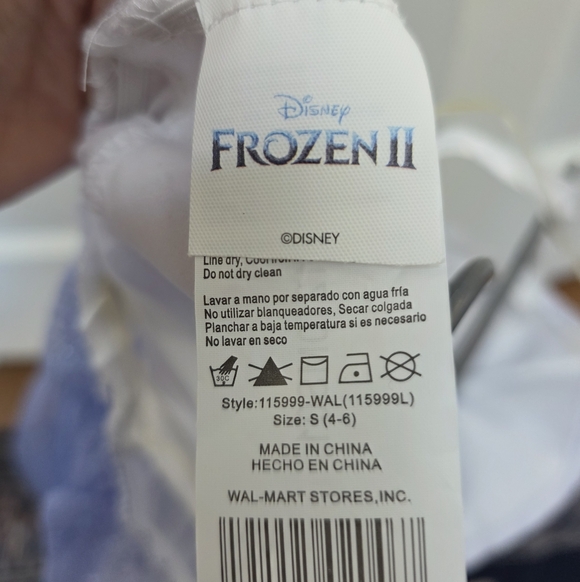 Disney
FROZEN II
©DISNEY
Line dry,
Do not dry clean
Lavar a mano por separado con agua fría
No utilizar blanqueadores, Secar colgada
Planchar a baja temperatura si es necesario
No lavar en seco
30C
Style:115999-WAL(115999L)
Size: S (4-6)
MADE IN CHINA
HECHO EN CHINA
WAL-MART STORES,INC.